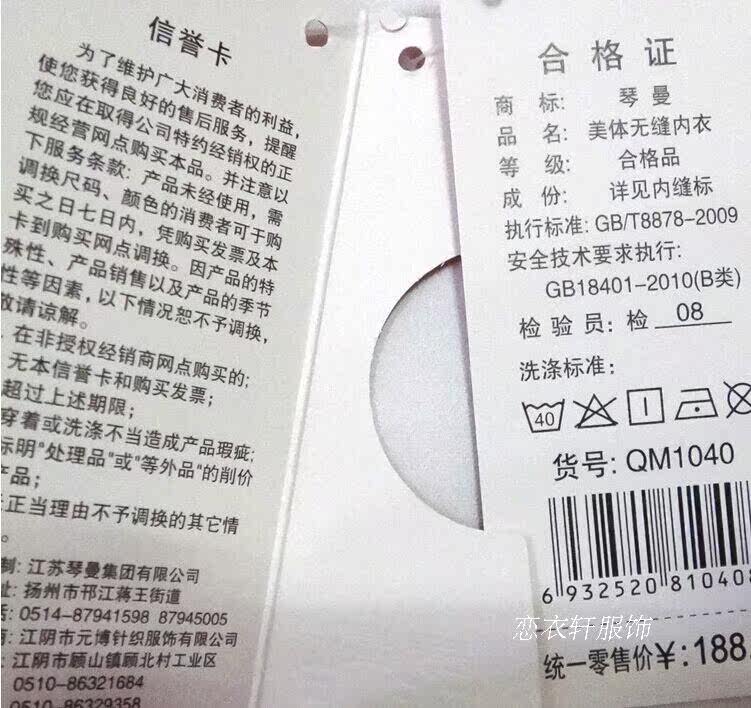 信誉卡
为了维护广大消费者的利益,
使您获得良好的售后服务, 提醒
您应在取得公司特约经销权的正
规经营网点购买本品。并注意以
下服务条款: 产品未经使用, 需
调换尺码、颜色的消费者可于购
买之日七日内, 凭购买发票及本
卡到购买网点调换。因产品的特
殊性、产品销售以及产品的季节
性等因素, 以下情况恕不予调换,
敬请谅解。
在非授权经销商网点购买的;
无本信誉卡和购买发票;
超过上述期限;
穿着或洗涤不当造成产品瑕疵;
标明"处理品"或"等外品"的削价
产品;
正当理由不予调换的其它情
。
制: 江苏琴曼集团有限公司
址: 扬州市邗江蒋王街道
话: 0514-87941598 87945005
商: 江阴市元博针织服饰有限公司
址: 江阴市顾山镇顾北村工业区
0510-86321684
0510-86329358
合格证
商 标: 琴曼
品 名: 美体无缝内衣
等 级: 合格品
成 份: 详见内缝标
执行标准: GB/T8878-2009
安全技术要求执行:
GB18401-2010(B类)
检 验 员: 检 08
洗涤标准:
40
货号: QM1040
6 932520 810408
恋衣轩服饰
统一零售价¥: 188